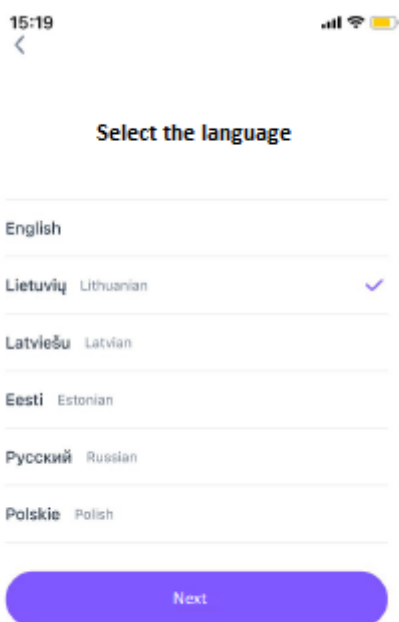 15:19
Select the language
English
Lietuvių Lithuanian
Latviešu Latvian
Eesti Estonian
Русский Russian
Polskie Polish
Next